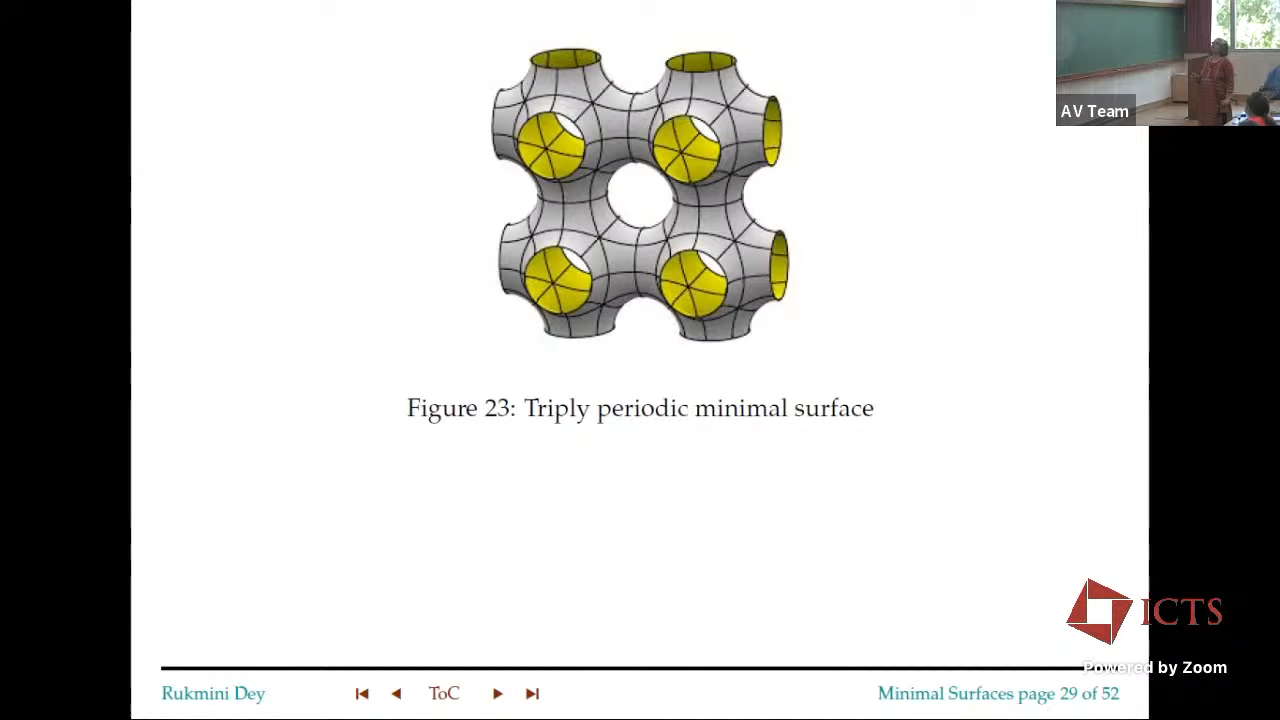 AV Team
Figure 23: Triply periodic minimal surface
ICTS
Powered by Zoom
Rukmini Dey
ToC
Minimal Surfaces page 29 of 52